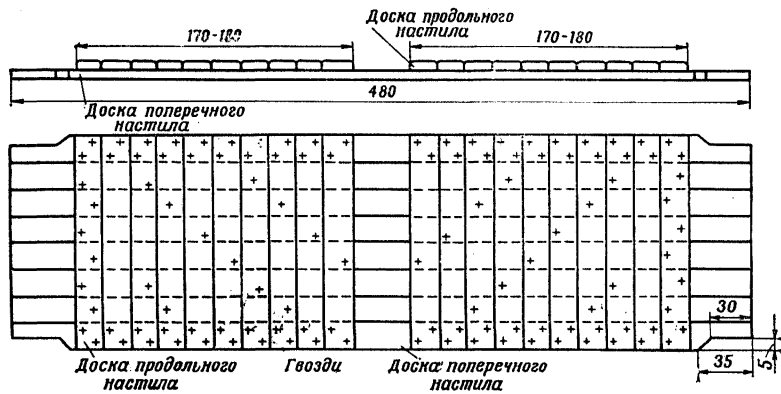 Доска продольного
настила
170-180
170-180
480
Доска поперечного
настила
30
35
5
Доска продольного
настила
Гвозди
Доска поперечного
настила